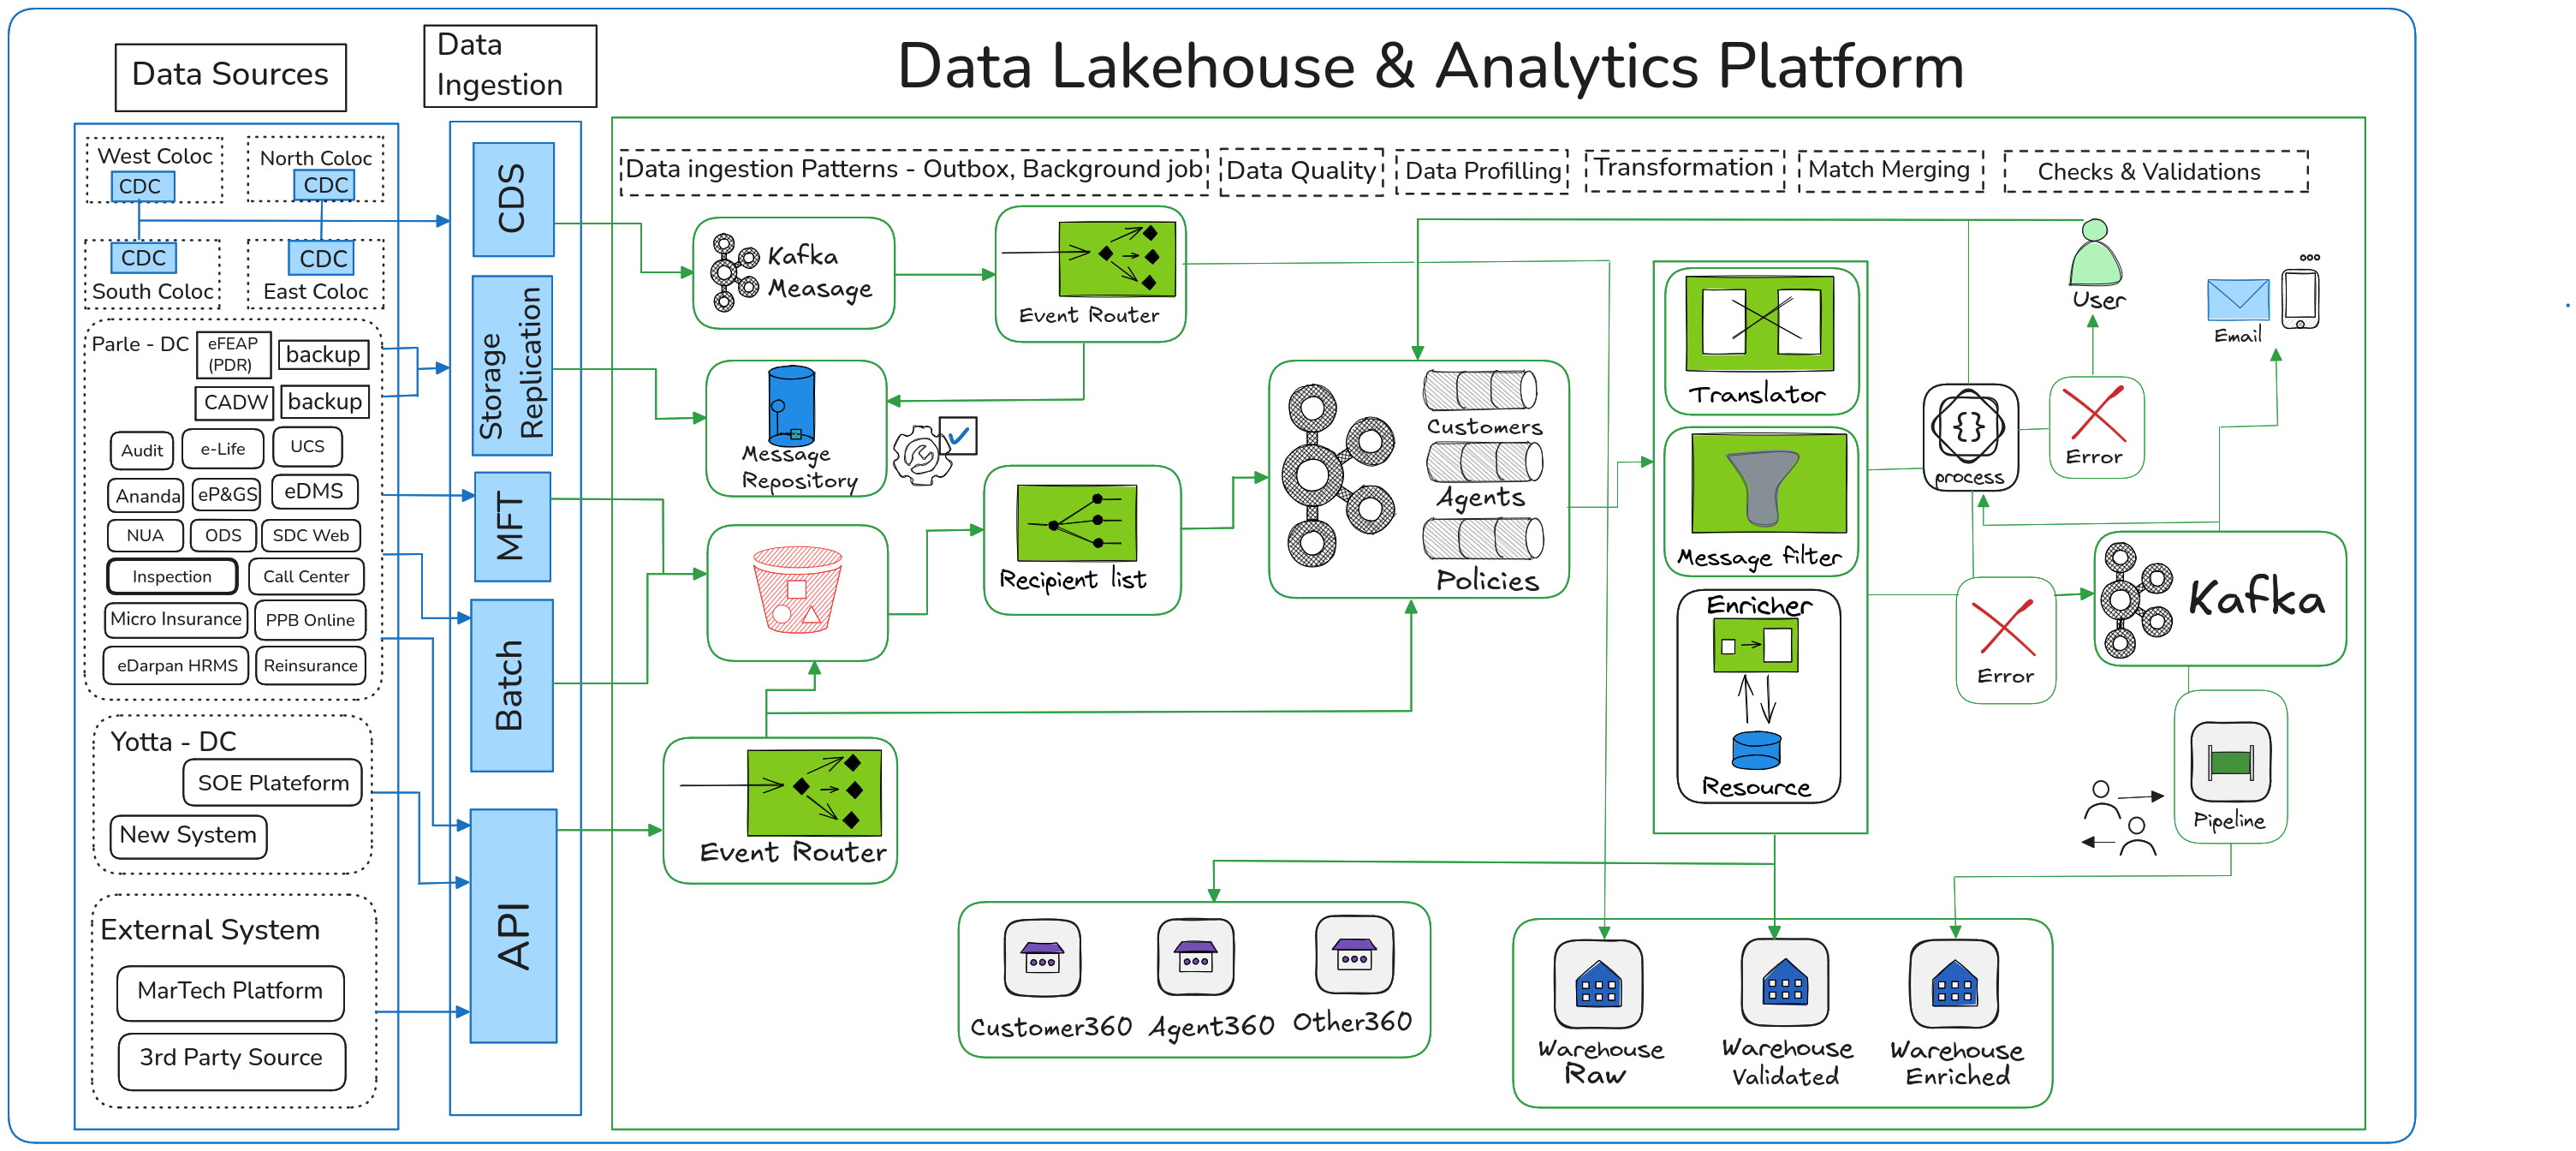 Data Lakehouse & Analytics Platform
Data Sources
Data
Ingestion
West Coloc
CDC
North Coloc
CDC
CDC
South Coloc
CDC
East Coloc
Parle - DC
eFEAP
(PDR)
backup
CADW
backup
Audit
e-Life
UCS
Ananda
eP&GS
eDMS
NUA
ODS
SDC Web
Inspection
Call Center
Micro Insurance
PPB Online
eDarpan HRMS
Reinsurance
Yotta - DC
SOE Plateform
New System
External System
MarTech Platform
3rd Party Source
CDS
Storage
Replication
MFT
Batch
API
Data ingestion Patterns - Outbox, Background job
Data Quality
Data Profilling
Transformation
Match Merging
Checks & Validations
Kafka
Measage
Event Router
Message
Repository
Recipient list
Event Router
Customers
Agents
Policies
Translator
Message filter
Enricher
Resource
{}
process
Error
User
Email
Error
Kafka
Pipeline
Customer360
Agent360
Other360
Warehouse
Raw
Warehouse
Validated
Warehouse
Enriched